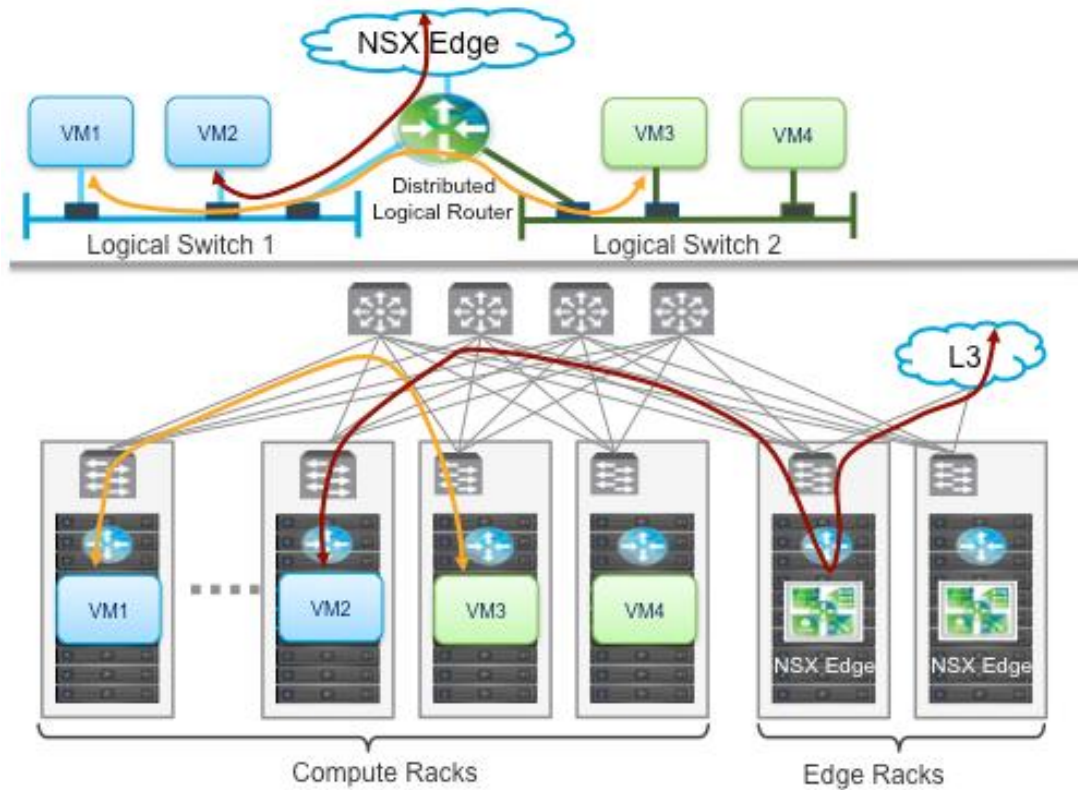 NSX Edge
VM1
VM2
VM3
VM4
Distributed
Logical Router
Logical Switch 1
Logical Switch 2
L3
VM1
VM2
VM3
VM4
NSX Edge
NSX Edge
Compute Racks
Edge Racks